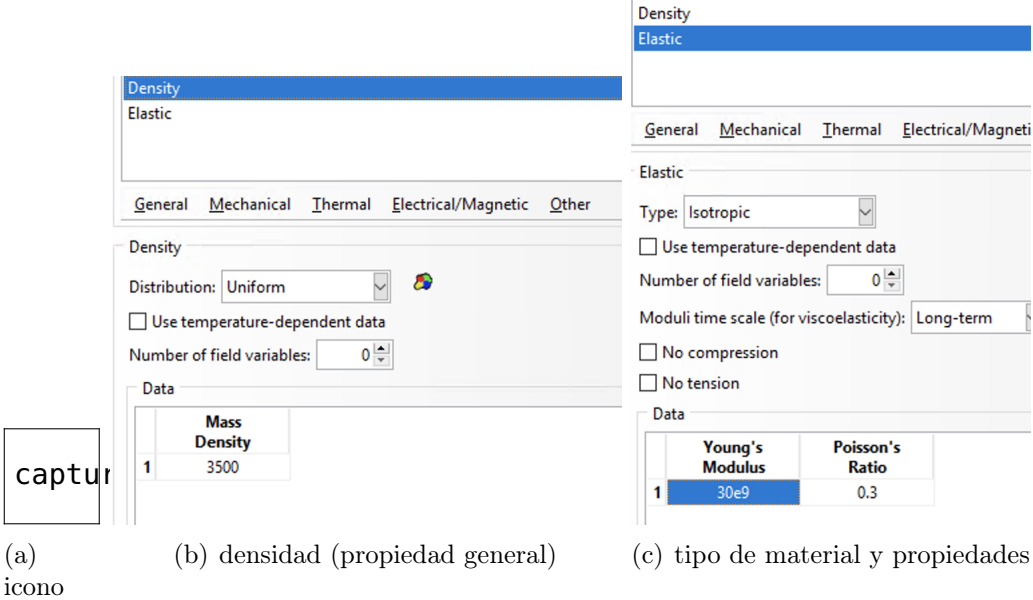 captur
(a)
icono
Density
Elastic
General Mechanical Thermal Electrical/Magnetic Other
Density
Distribution: Uniform
Use temperature-dependent data
Number of field variables: 0
Data
Mass
Density
1 3500
(b) densidad (propiedad general)
Density
Elastic
General Mechanical Thermal Electrical/Magneti
Elastic
Type: Isotropic
Use temperature-dependent data
Number of field variables: 0
Moduli time scale (for viscoelasticity): Long-term
No compression
No tension
Data
Young's Poisson's
Modulus Ratio
1 30e9 0.3
(c) tipo de material y propiedades